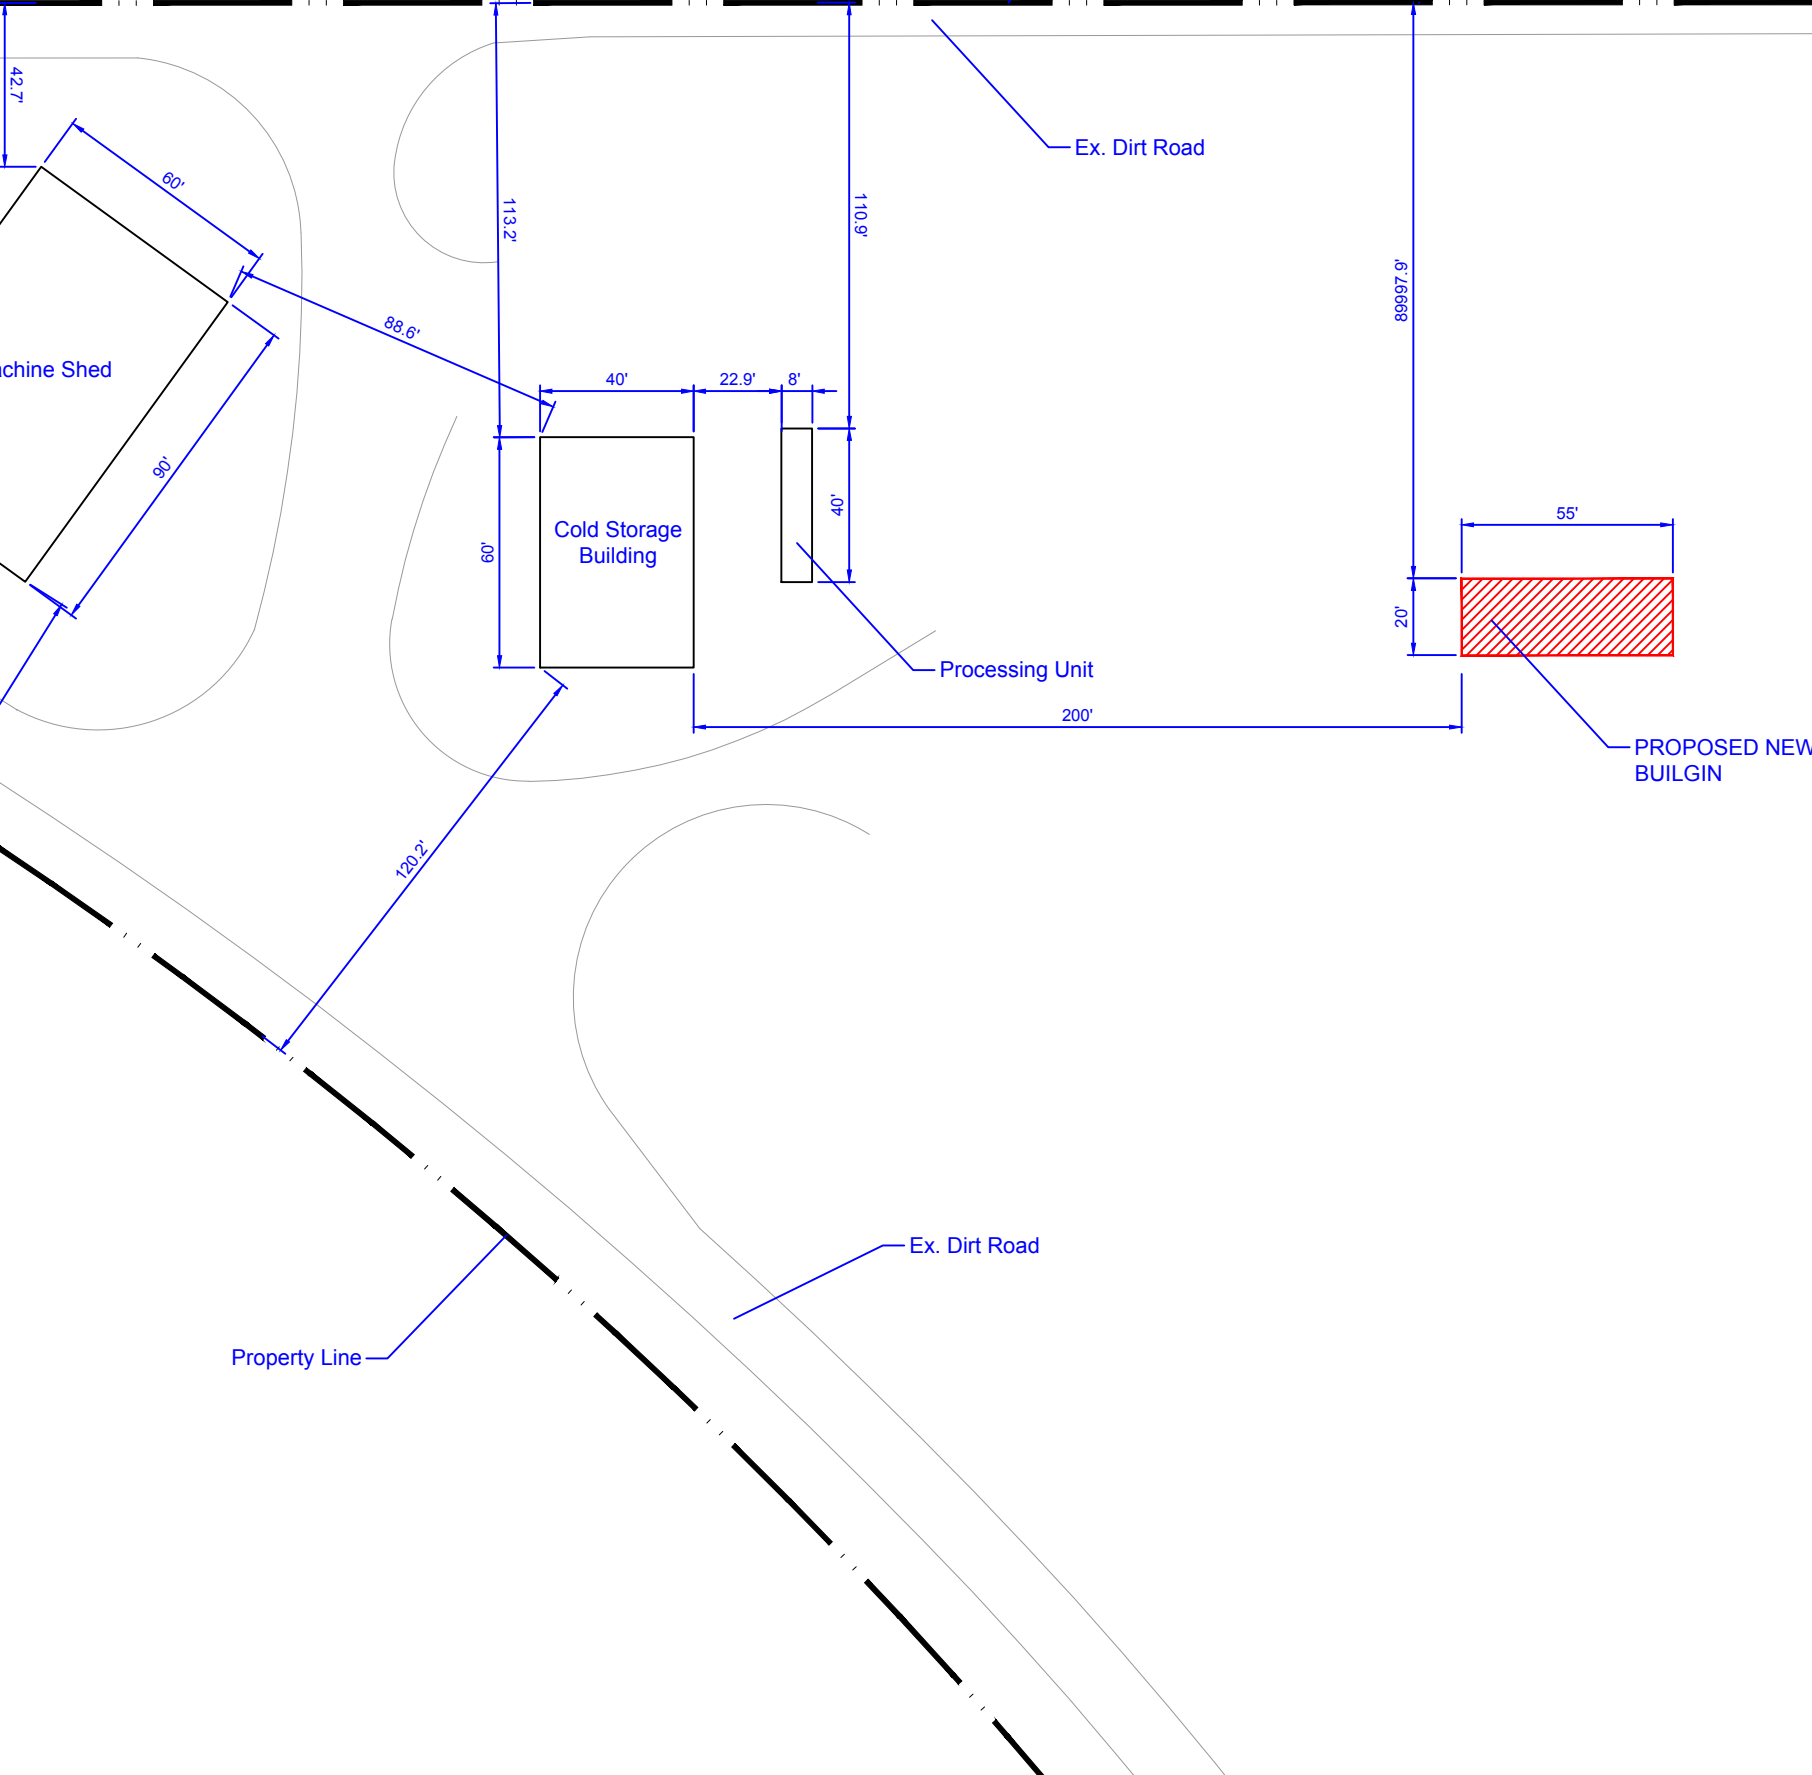 42.7'
60'
113.2'
110.9'
Ex. Dirt Road
89997.9'
88.6'
achine Shed
90'
40'
22.9'
8'
Cold Storage
Building
60'
40'
55'
20'
Processing Unit
200'
PROPOSED NEW
BUILGIN
120.2'
Ex. Dirt Road
Property Line